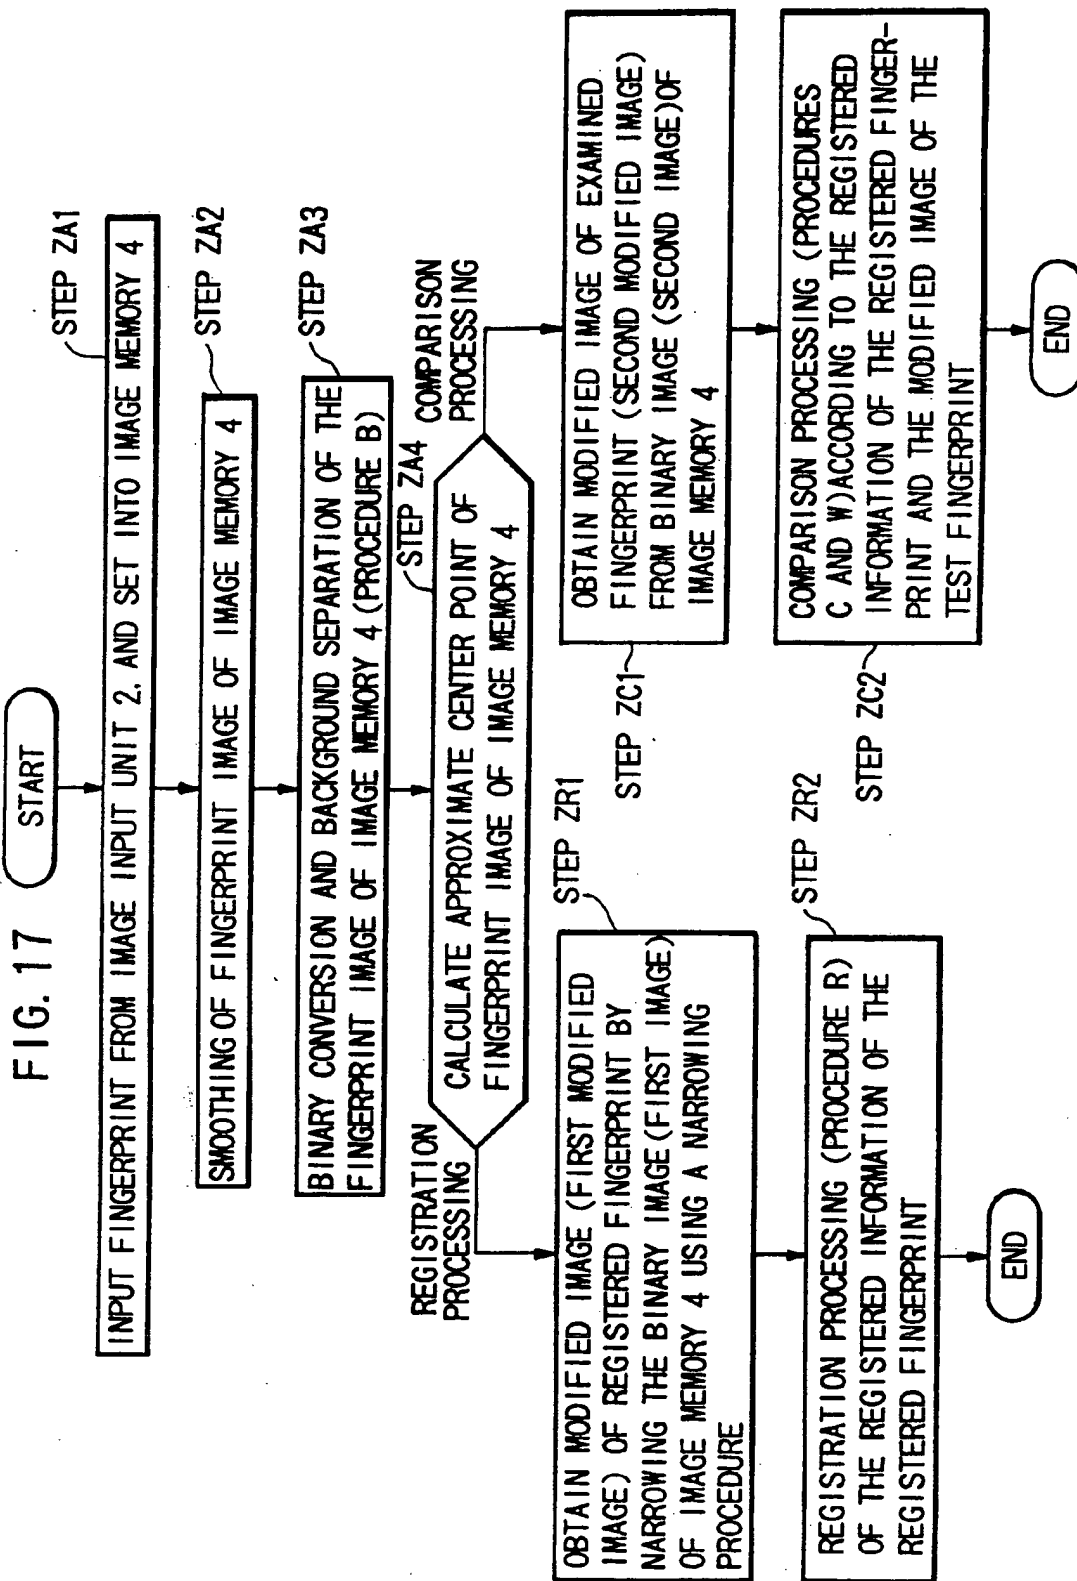 FIG. 17
START
INPUT FINGERPRINT FROM IMAGE INPUT UNIT 2, AND SET INTO IMAGE MEMORY 4
STEP ZA1
SMOOTHING OF FINGERPRINT IMAGE OF IMAGE MEMORY 4
STEP ZA2
BINARY CONVERSION AND BACKGROUND SEPARATION OF THE
FINGERPRINT IMAGE OF IMAGE MEMORY 4 (PROCEDURE B)
STEP ZA3
CALCULATE APPROXIMATE CENTER POINT OF
FINGERPRINT IMAGE OF IMAGE MEMORY 4
STEP ZA4
REGISTRATION
PROCESSING
COMPARISON
PROCESSING
OBTAIN MODIFIED IMAGE (FIRST MODIFIED
IMAGE) OF REGISTERED FINGERPRINT BY
NARROWING THE BINARY IMAGE (FIRST IMAGE)
OF IMAGE MEMORY 4 USING A NARROWING
PROCEDURE
STEP ZR1
REGISTRATION PROCESSING (PROCEDURE R)
OF THE REGISTERED INFORMATION OF THE
REGISTERED FINGERPRINT
STEP ZR2
END
OBTAIN MODIFIED IMAGE OF EXAMINED
FINGERPRINT (SECOND MODIFIED IMAGE)
FROM BINARY IMAGE (SECOND IMAGE)OF
IMAGE MEMORY 4
STEP ZC1
COMPARISON PROCESSING (PROCEDURES
C AND W)ACCORDING TO THE REGISTERED
INFORMATION OF THE REGISTERED FINGER-
PRINT AND THE MODIFIED IMAGE OF THE
TEST FINGERPRINT
STEP ZC2
END